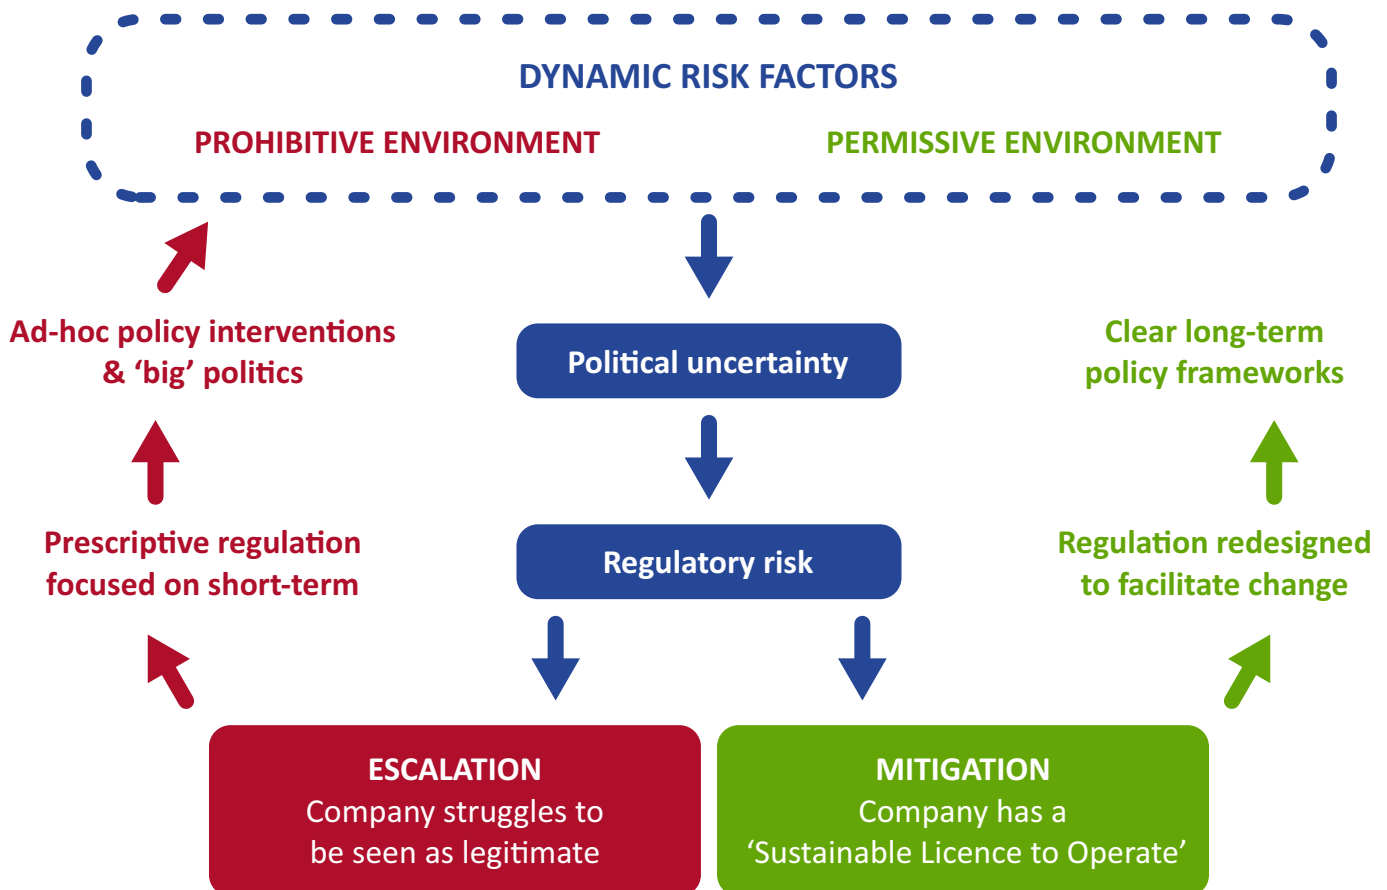 DYNAMIC RISK FACTORS
PROHIBITIVE ENVIRONMENT
PERMISSIVE ENVIRONMENT
Ad-hoc policy interventions
& ‘big’ politics
Political uncertainty
Clear long-term
policy frameworks
Prescriptive regulation
focused on short-term
Regulatory risk
Regulation redesigned
to facilitate change
ESCALATION
Company struggles to
be seen as legitimate
MITIGATION
Company has a
‘Sustainable Licence to Operate’